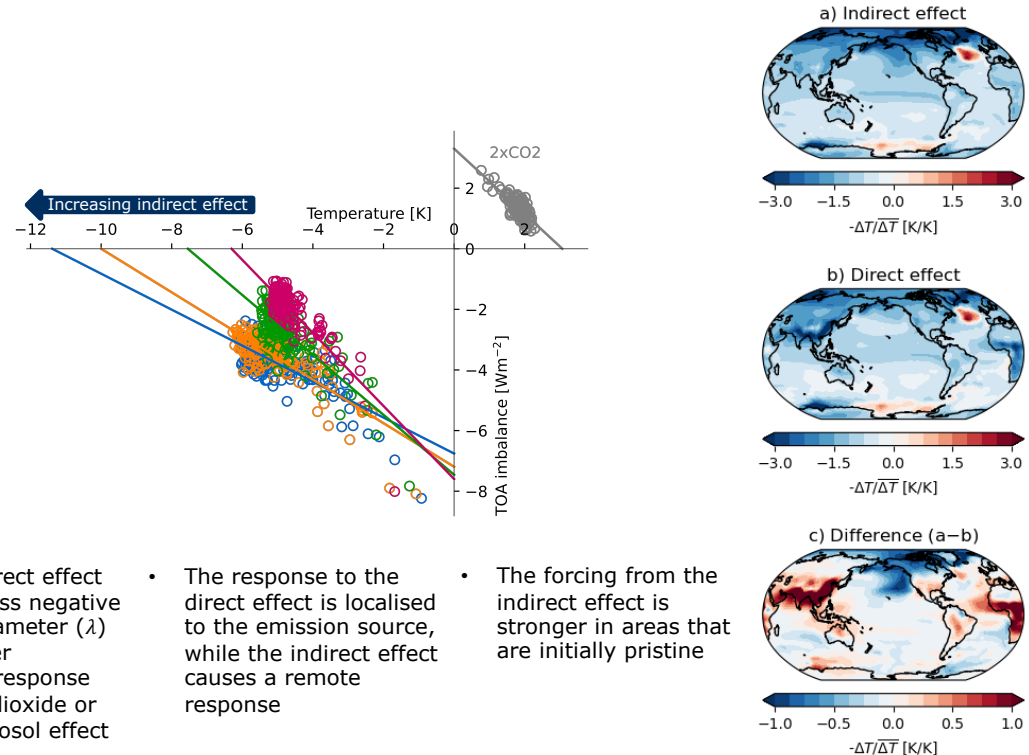 a) Indirect effect
−3.0 −1.5 0.0 1.5 3.0
-ΔT/ΔT̅ [K/K]
2xCO2
Increasing indirect effect
Temperature [K]
−12 −10 −8 −6 −4 −2 0 2
2
0
−2
−4
−6
−8
TOA imbalance [Wm⁻²]
b) Direct effect
−3.0 −1.5 0.0 1.5 3.0
-ΔT/ΔT̅ [K/K]
c) Difference (a−b)
−1.0 −0.5 0.0 0.5 1.0
-ΔT/ΔT̅ [K/K]
rect effect
ss negative
ameter (λ)
er
response
dioxide or
osol effect
• The response to the
direct effect is localised
to the emission source,
while the indirect effect
causes a remote
response
• The forcing from the
indirect effect is
stronger in areas that
are initially pristine